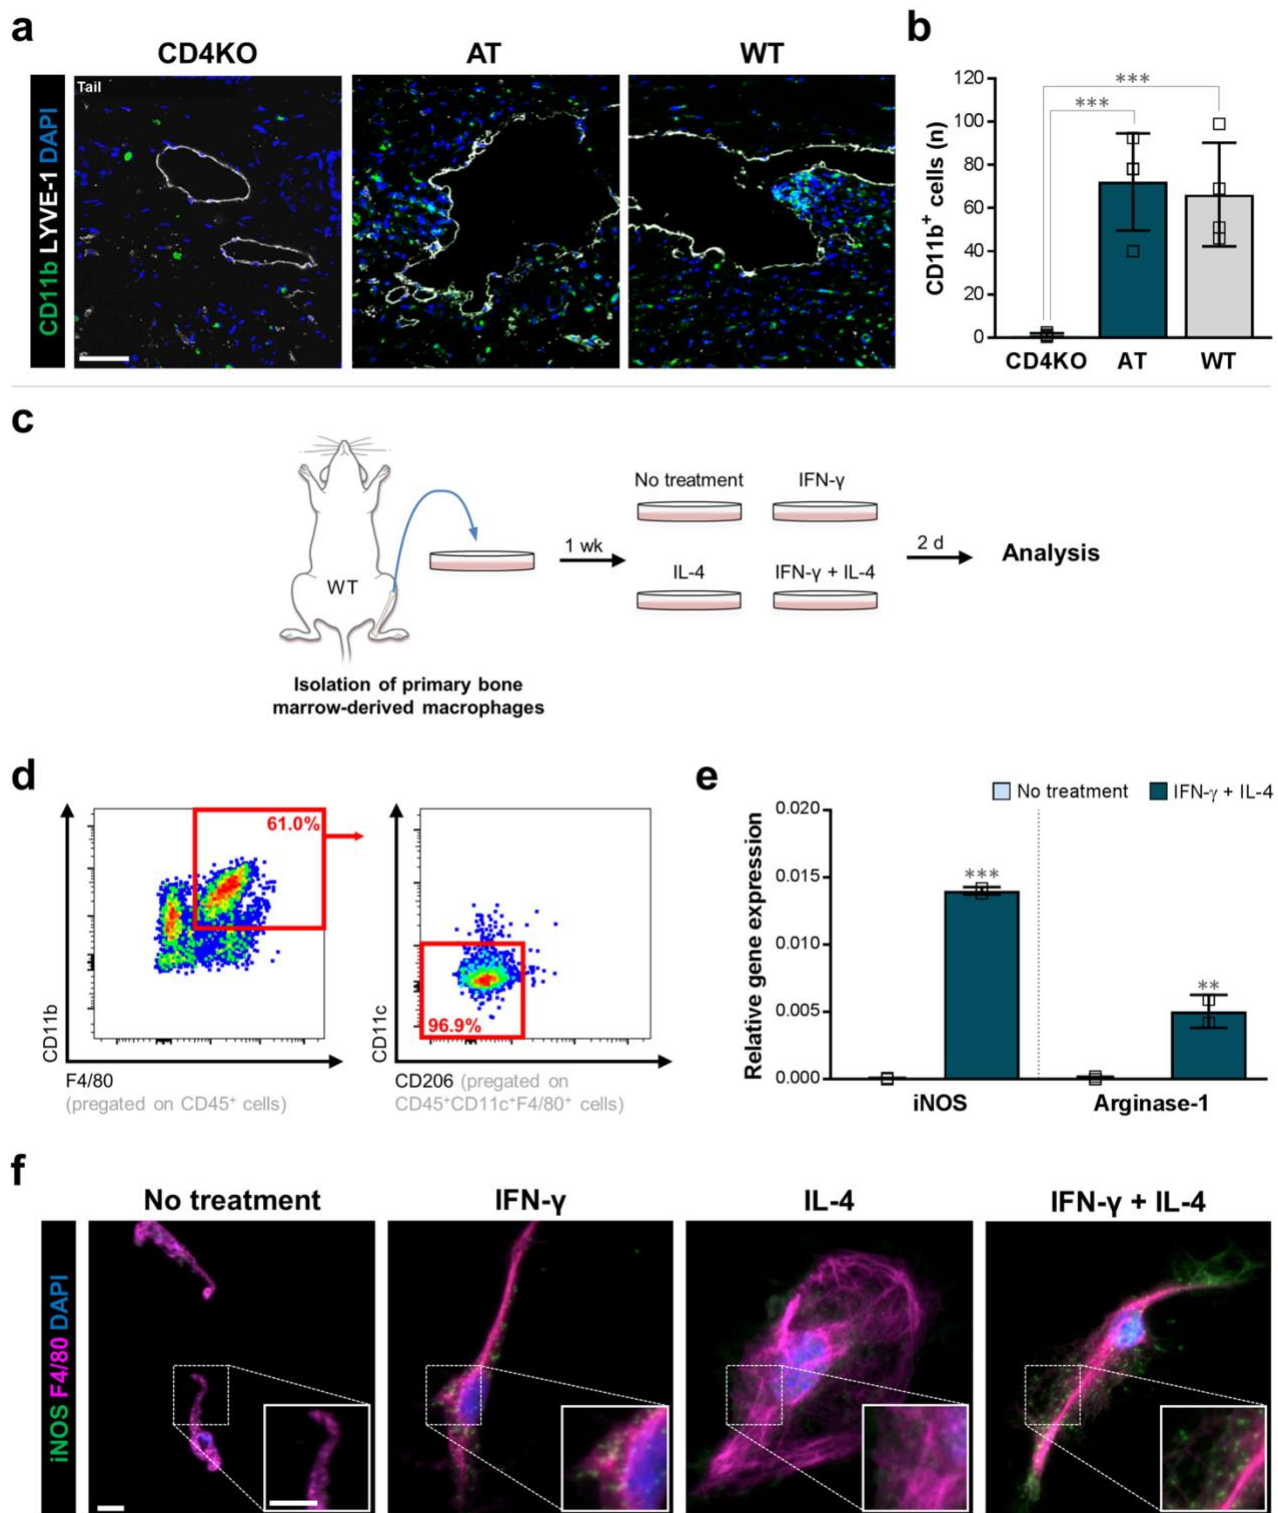 a
CD4KO
AT
WT
CD11b LYVE-1 DAPI
Tail
b
CD11b⁺ cells (n)
120
100
80
60
40
20
0
***
***
CD4KO
AT
WT
c
WT
Isolation of primary bone
marrow-derived macrophages
1 wk
No treatment
IFN-γ
IL-4
IFN-γ + IL-4
2 d
Analysis
d
CD11b
61.0%
F4/80
(pregated on CD45⁺ cells)
CD11c
96.9%
CD206 (pregated on
CD45⁺CD11c⁺F4/80⁺ cells)
e
No treatment
IFN-γ + IL-4
Relative gene expression
0.020
0.015
0.010
0.005
0.000
***
**
iNOS
Arginase-1
f
No treatment
IFN-γ
IL-4
IFN-γ + IL-4
iNOS F4/80 DAPI